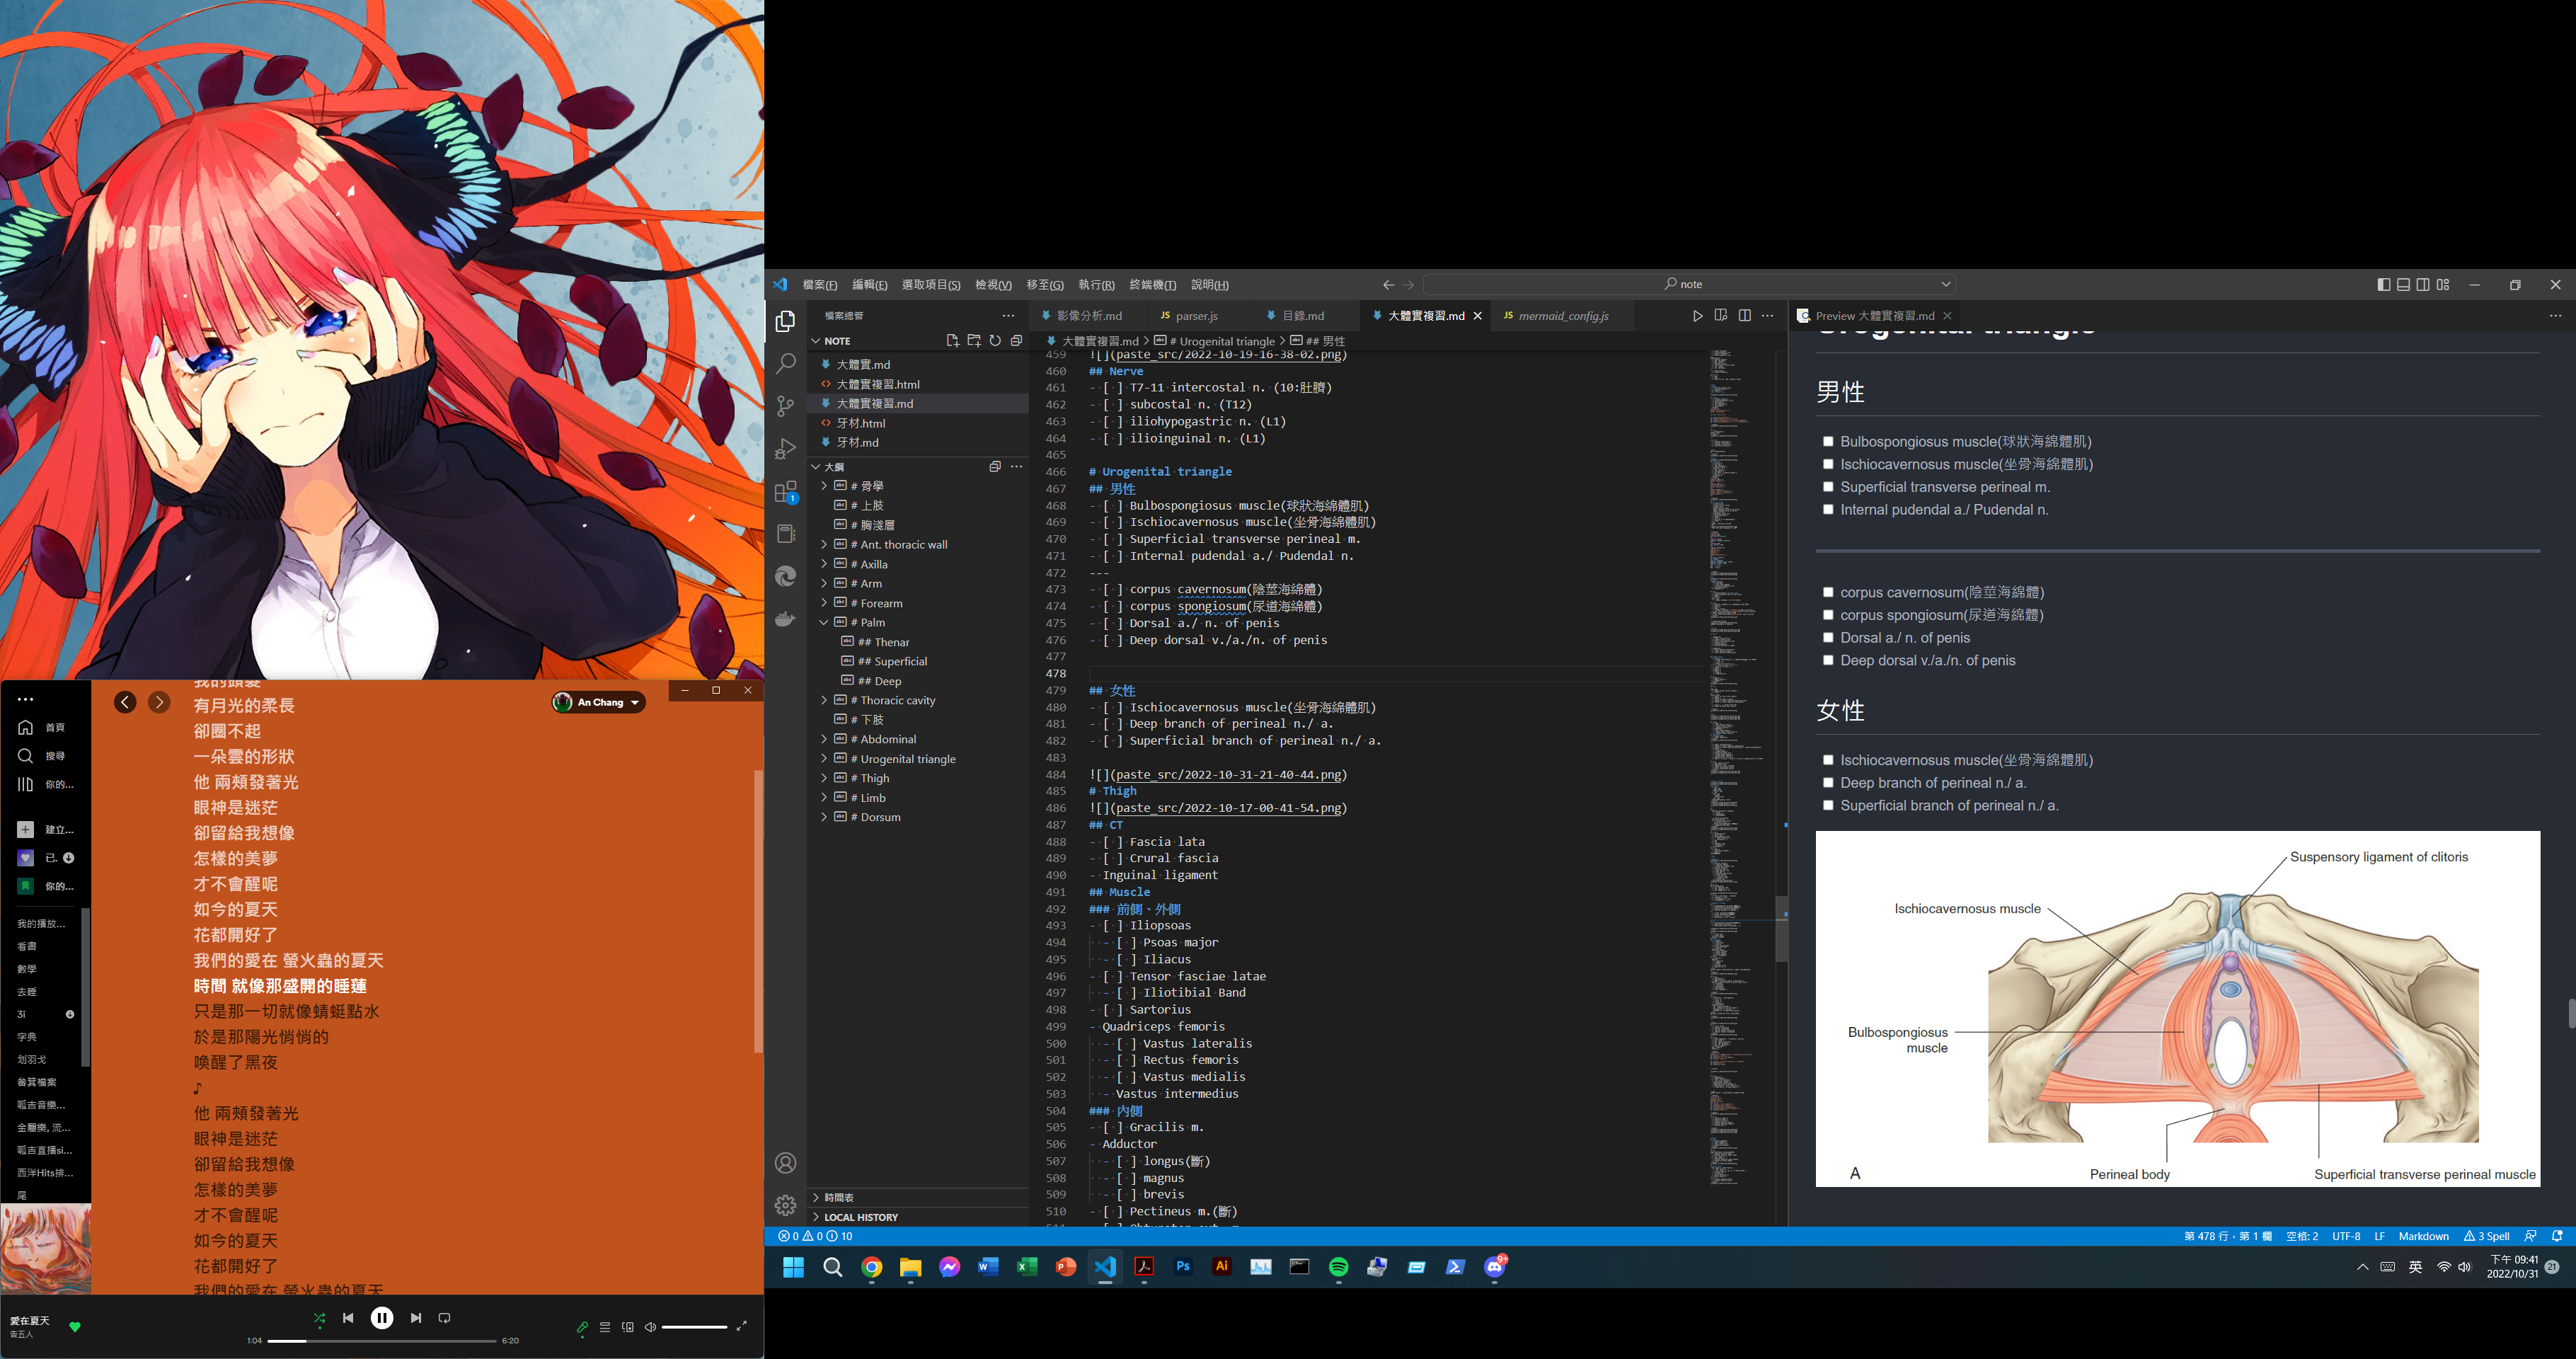 我的頭髮
有月光的柔長
卻圈不起
一朵雲的形狀
他 兩頰發著光
眼神是迷茫
卻留給我想像
怎樣的美夢
才不會醒呢
如今的夏天
花都開好了
我們的愛在 螢火蟲的夏天
時間 就像那盛開的睡蓮
只是那一切就像蜻蜓點水
於是那陽光悄悄的
喚醒了黑夜
♪
他 兩頰發著光
眼神是迷茫
卻留給我想像
怎樣的美夢
才不會醒呢
如今的夏天
花都開好了
我們的愛在 螢火蟲的夏天
An Chang
首頁
搜尋
你的...
建立...
已.
你的...
我的播放...
看書
數學
去睡
3i
字典
划羽戈
畚箕檔案
呱吉音樂...
金屬樂, 流...
呱吉直播si...
西洋Hits排...
尾
愛在夏天
告五人
1:04
6:20
檔案(F) 編輯(E) 選取項目(S) 檢視(V) 移至(G) 執行(R) 終端機(T) 說明(H)
note
檔案總管
NOTE
大體實.md
大體實複習.html
大體實複習.md
牙材.html
牙材.md
大綱
# 骨學
# 上肢
# 胸淺層
# Ant. thoracic wall
# Axilla
# Arm
# Forearm
# Palm
## Thenar
## Superficial
## Deep
# Thoracic cavity
# 下肢
# Abdominal
# Urogenital triangle
# Thigh
# Limb
# Dorsum
時間表
LOCAL HISTORY
影像分析.md
JS parser.js
目錄.md
大體實複習.md
JS mermaid_config.js
大體實複習.md > # Urogenital triangle > ## 男性
459 ![](paste_src/2022-10-19-16-38-02.png)
460 ## Nerve
461 - [ ] T7-11 intercostal n. (10:肚臍)
462 - [ ] subcostal n. (T12)
463 - [ ] iliohypogastric n. (L1)
464 - [ ] ilioinguinal n. (L1)
465
466 # Urogenital triangle
467 ## 男性
468 - [ ] Bulbospongiosus muscle(球狀海綿體肌)
469 - [ ] Ischiocavernosus muscle(坐骨海綿體肌)
470 - [ ] Superficial transverse perineal m.
471 - [ ] Internal pudendal a./ Pudendal n.
472 ---
473 - [ ] corpus cavernosum(陰莖海綿體)
474 - [ ] corpus spongiosum(尿道海綿體)
475 - [ ] Dorsal a./ n. of penis
476 - [ ] Deep dorsal v./a./n. of penis
477
478
479 ## 女性
480 - [ ] Ischiocavernosus muscle(坐骨海綿體肌)
481 - [ ] Deep branch of perineal n./ a.
482 - [ ] Superficial branch of perineal n./ a.
483
484 ![](paste_src/2022-10-31-21-40-44.png)
485 # Thigh
486 ![](paste_src/2022-10-17-00-41-54.png)
487 ## CT
488 - [ ] Fascia lata
489 - [ ] Crural fascia
490 - Inguinal ligament
491 ## Muscle
492 ### 前側、外側
493 - [ ] Iliopsoas
494 - [ ] Psoas major
495 - [ ] Iliacus
496 - [ ] Tensor fasciae latae
497 - [ ] Iliotibial Band
498 - [ ] Sartorius
499 - Quadriceps femoris
500 - [ ] Vastus lateralis
501 - [ ] Rectus femoris
502 - [ ] Vastus medialis
503 - Vastus intermedius
504 ### 內側
505 - [ ] Gracilis m.
506 - Adductor
507 - [ ] longus(斷)
508 - [ ] magnus
509 - [ ] brevis
510 - [ ] Pectineus m.(斷)
Preview 大體實複習.md
Urogenital triangle
男性
Bulbospongiosus muscle(球狀海綿體肌)
Ischiocavernosus muscle(坐骨海綿體肌)
Superficial transverse perineal m.
Internal pudendal a./ Pudendal n.
corpus cavernosum(陰莖海綿體)
corpus spongiosum(尿道海綿體)
Dorsal a./ n. of penis
Deep dorsal v./a./n. of penis
女性
Ischiocavernosus muscle(坐骨海綿體肌)
Deep branch of perineal n./ a.
Superficial branch of perineal n./ a.
Suspensory ligament of clitoris
Ischiocavernosus muscle
Bulbospongiosus
muscle
Perineal body
Superficial transverse perineal muscle
A
0 0 10
第 478 行，第 1 欄 空格: 2 UTF-8 LF Markdown 3 Spell
Ps
Ai
9+
英
下午 09:41
2022/10/31
21